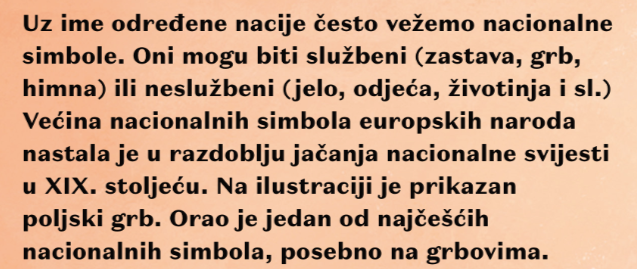 Uz ime određene nacije često vežemo nacionalne
simbole. Oni mogu biti službeni (zastava, grb,
himna) ili neslužbeni (jelo, odjeća, životinja i sl.)
Većina nacionalnih simbola europskih naroda
nastala je u razdoblju jačanja nacionalne svijesti
u XIX. stoljeću. Na ilustraciji je prikazan
poljski grb. Orao je jedan od najčešćih
nacionalnih simbola, posebno na grbovima.